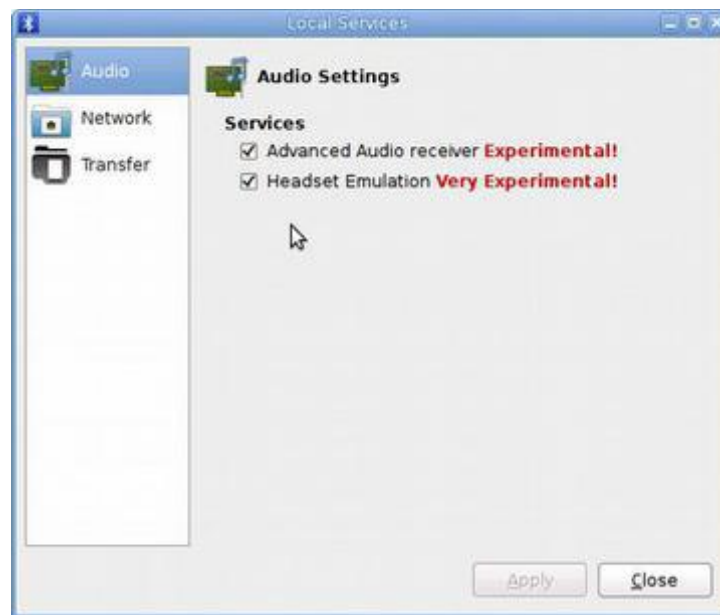 Local Services
Audio
Network
Transfer
Audio Settings
Services
Advanced Audio receiver Experimental!
Headset Emulation Very Experimental!
Apply
Close